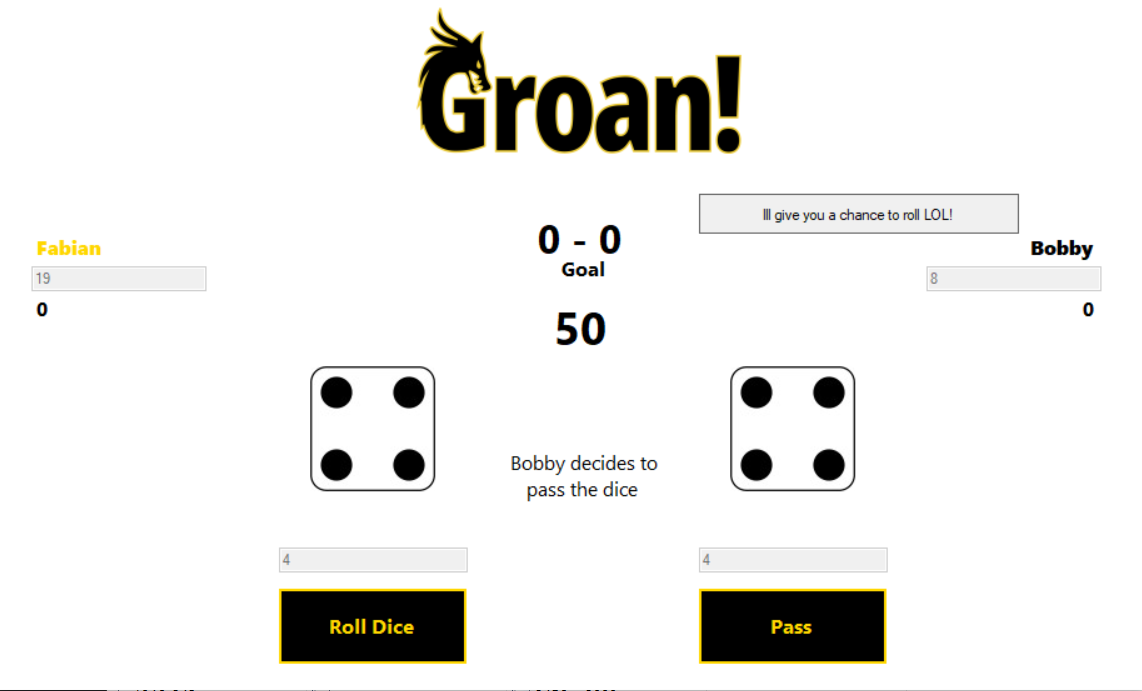 Groan!
Ill give you a chance to roll LOL!
0 - 0
Fabian
Bobby
Goal
19
8
0
0
50
Bobby decides to
pass the dice
4
4
Roll Dice
Pass